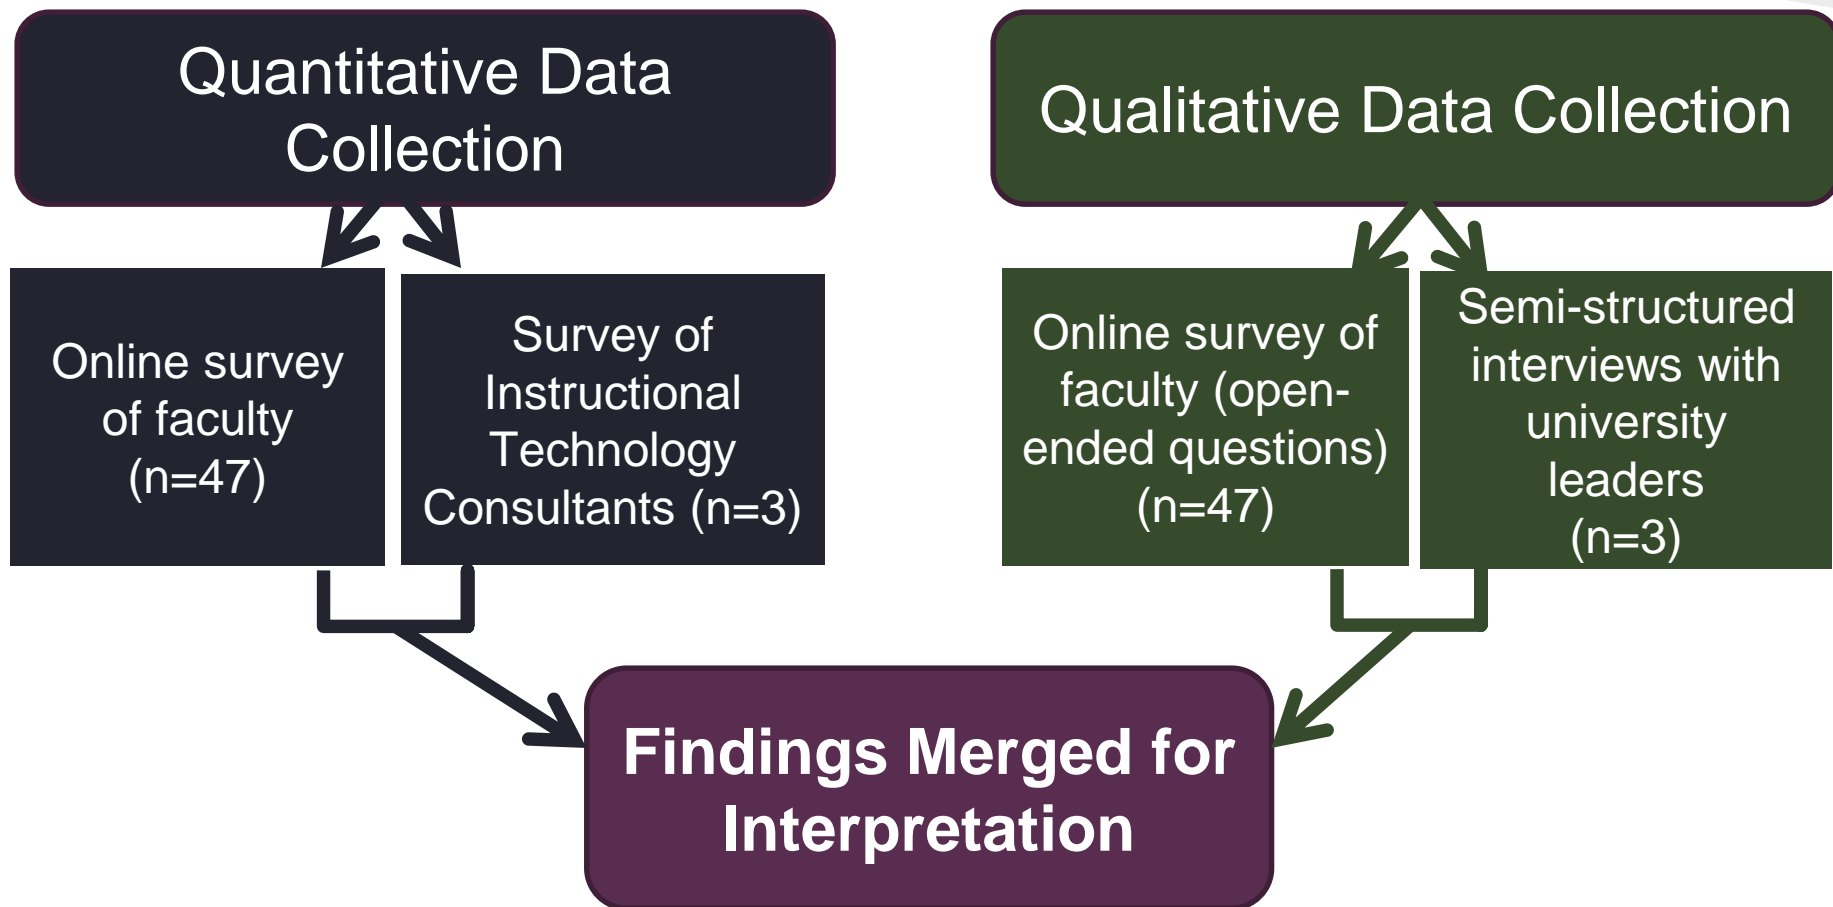 Quantitative Data
Collection
Qualitative Data Collection
Online survey
of faculty
(n=47)
Survey of
Instructional
Technology
Consultants (n=3)
Online survey of
faculty (open-
ended questions)
(n=47)
Semi-structured
interviews with
university
leaders
(n=3)
Findings Merged for
Interpretation